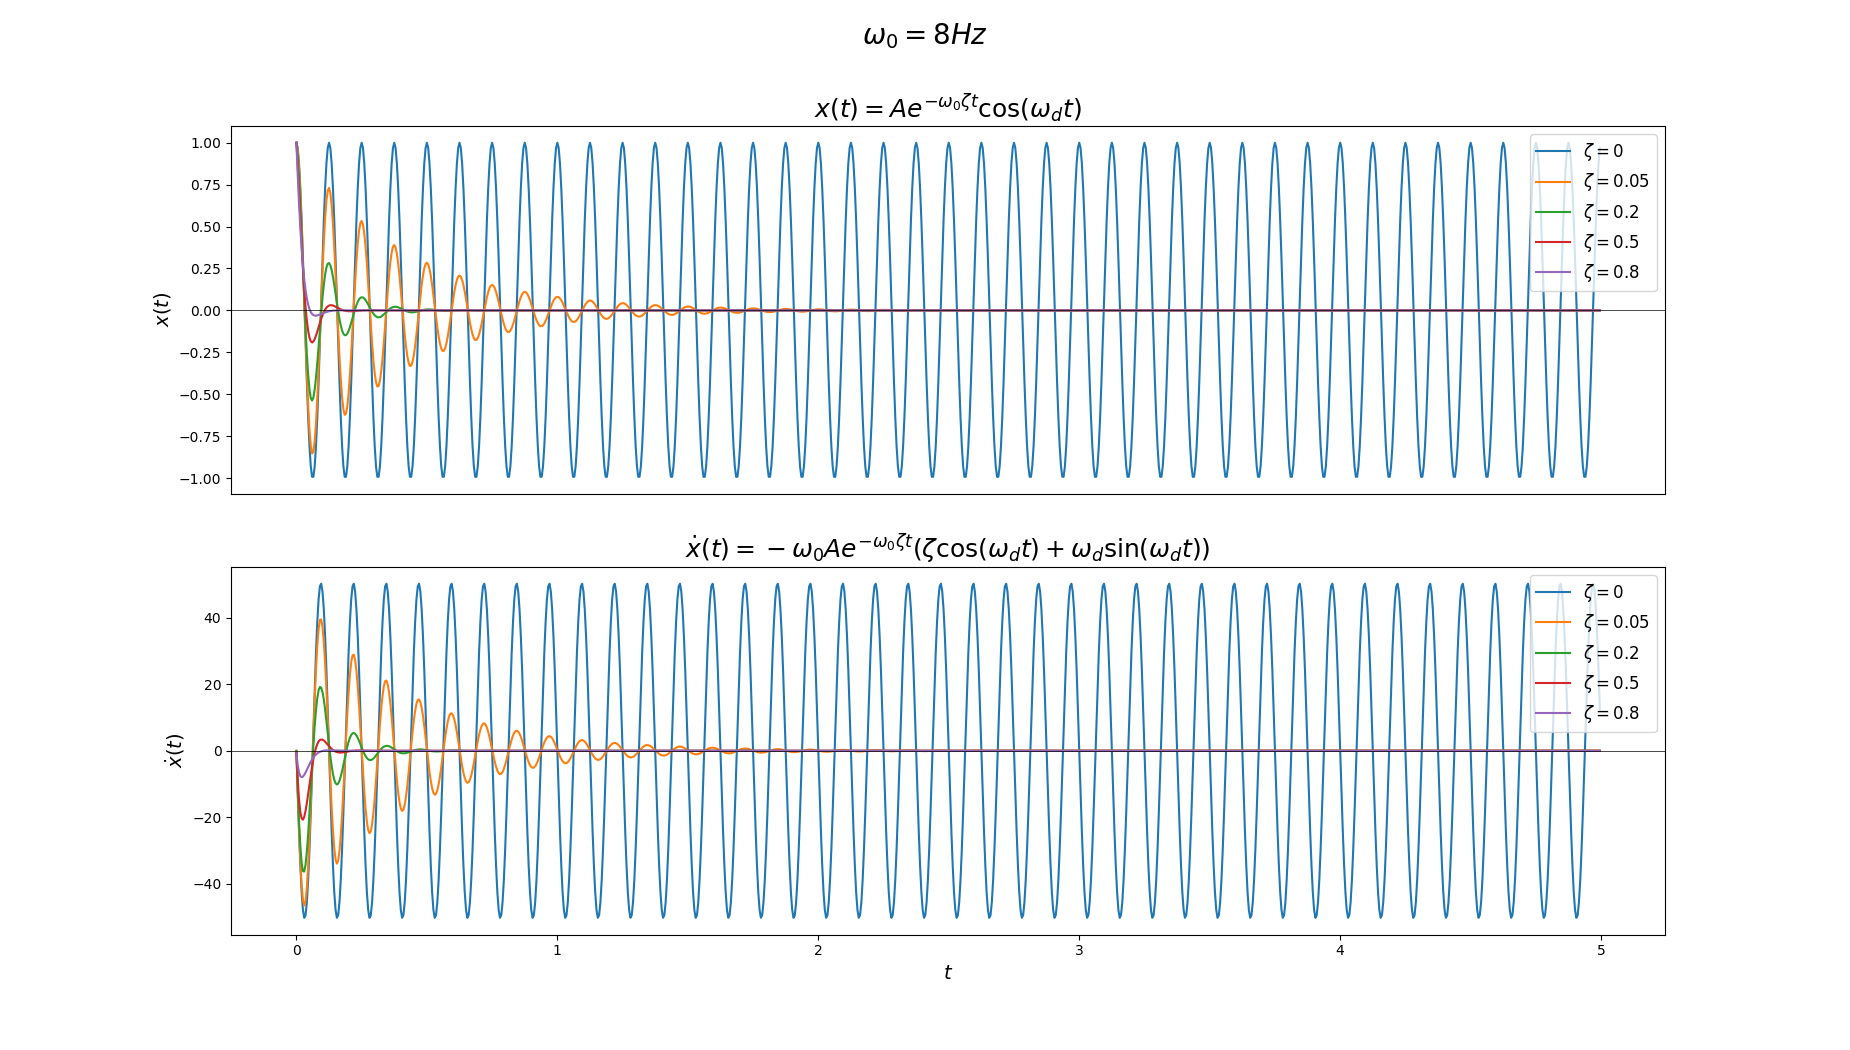 ω₀ = 8Hz
x(t) = Ae^{−ω₀ζt}cos(ω_d t)
x(t)
1.00
0.75
0.50
0.25
0.00
−0.25
−0.50
−0.75
−1.00
ζ = 0
ζ = 0.05
ζ = 0.2
ζ = 0.5
ζ = 0.8
ẋ(t) = −ω₀Ae^{−ω₀ζt}(ζcos(ω_d t) + ω_d sin(ω_d t))
ẋ(t)
40
20
0
−20
−40
ζ = 0
ζ = 0.05
ζ = 0.2
ζ = 0.5
ζ = 0.8
0 1 2 3 4 5
t